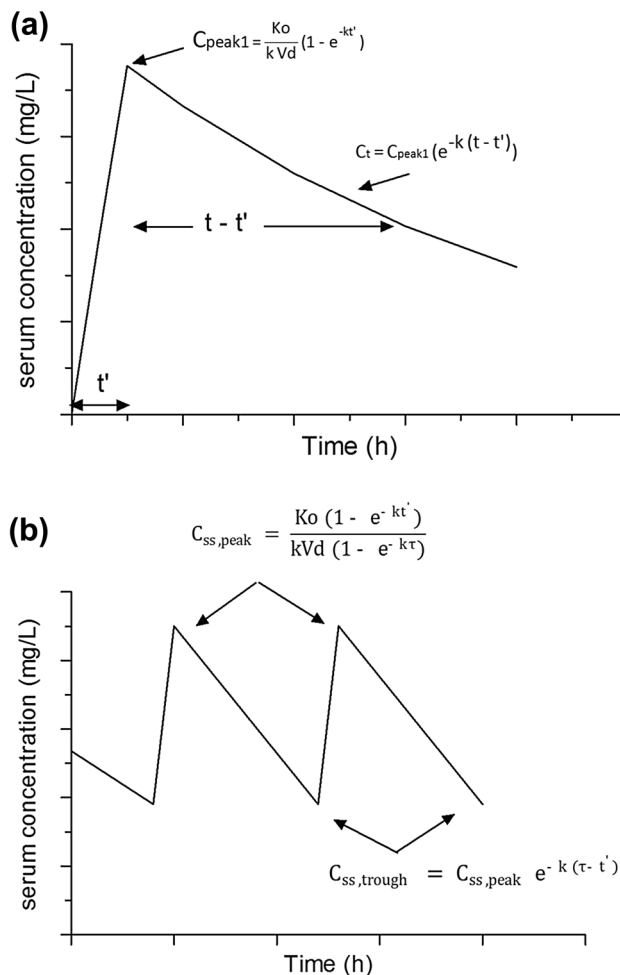 (a)
Cpeak1 = Ko/(k Vd) (1 - e^-kt')
Ct = Cpeak1 (e^-k (t - t'))
t - t'
t'
serum concentration (mg/L)
Time (h)
(b)
Css,peak = Ko (1 - e^- kt')/kVd (1 - e^- kτ)
serum concentration (mg/L)
Css,trough = Css,peak e^- k (τ- t')
Time (h)